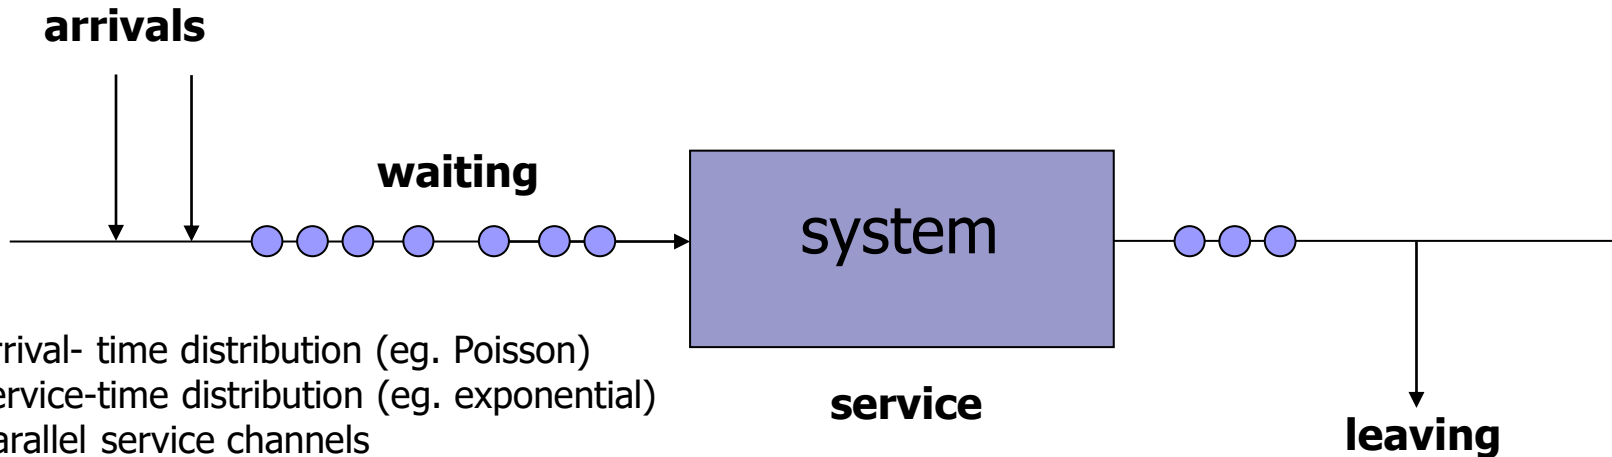 arrivals
waiting
system
rrival- time distribution (eg. Poisson)
ervice-time distribution (eg. exponential)
arallel service channels
service
leaving